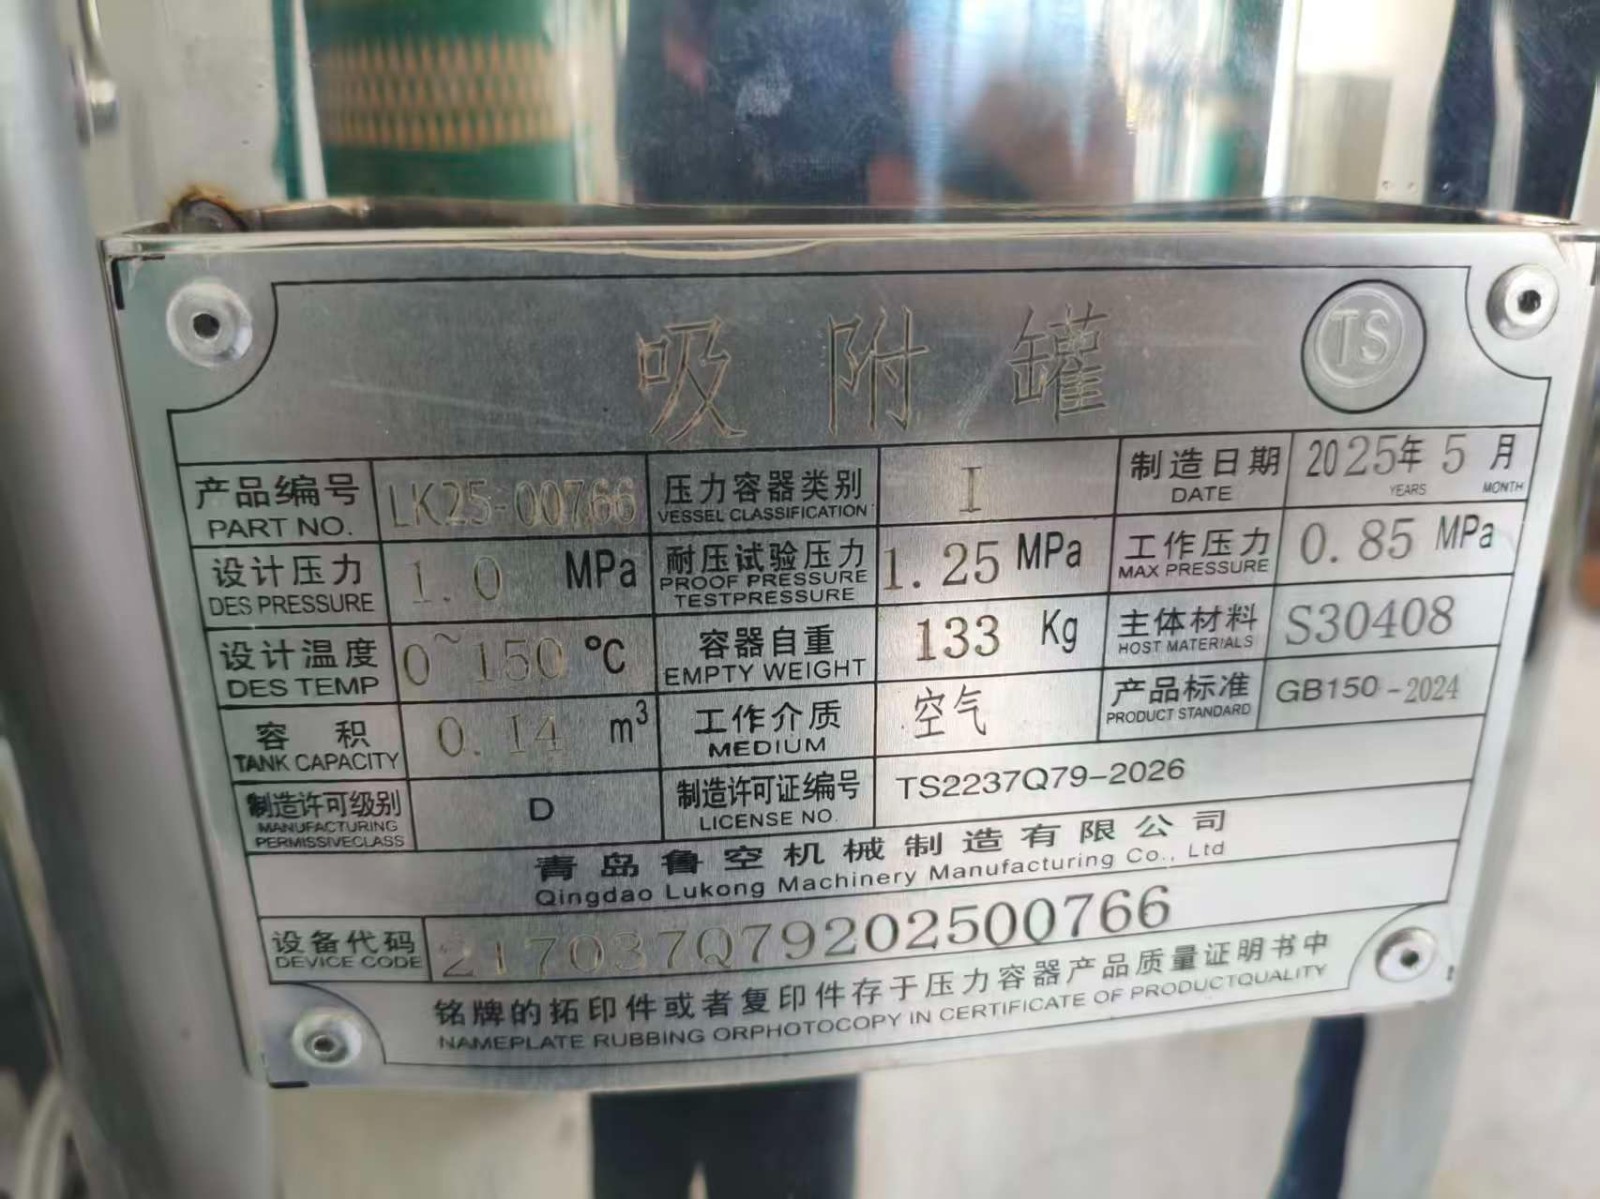 吸附罐
TS
产品编号 LK25-00766 压力容器类别 I 制造日期 2025年 5 月
PART NO. VESSEL CLASSIFICATION DATE YEARS MONTH
设计压力 1.0 MPa 耐压试验压力 1.25 MPa 工作压力 0.85 MPa
DES PRESSURE PROOF PRESSURE MAX PRESSURE
TESTPRESSURE
设计温度 0~150 ℃ 容器自重 133 Kg 主体材料 S30408
DES TEMP EMPTY WEIGHT HOST MATERIALS
容积 0.14 m³ 工作介质 空气 产品标准 GB150-2024
TANK CAPACITY MEDIUM PRODUCT STANDARD
制造许可级别 D 制造许可证编号 TS2237Q79-2026
MANUFACTURING LICENSE NO.
PERMISSIVECLASS
青岛鲁空机械制造有限公司
Qingdao Lukong Machinery Manufacturing Co., Ltd
设备代码 217037Q79202500766
DEVICE CODE
铭牌的拓印件或者复印件存于压力容器产品质量证明书中
NAMEPLATE RUBBING ORPHOTOCOPY IN CERTIFICATE OF PRODUCTQUALITY